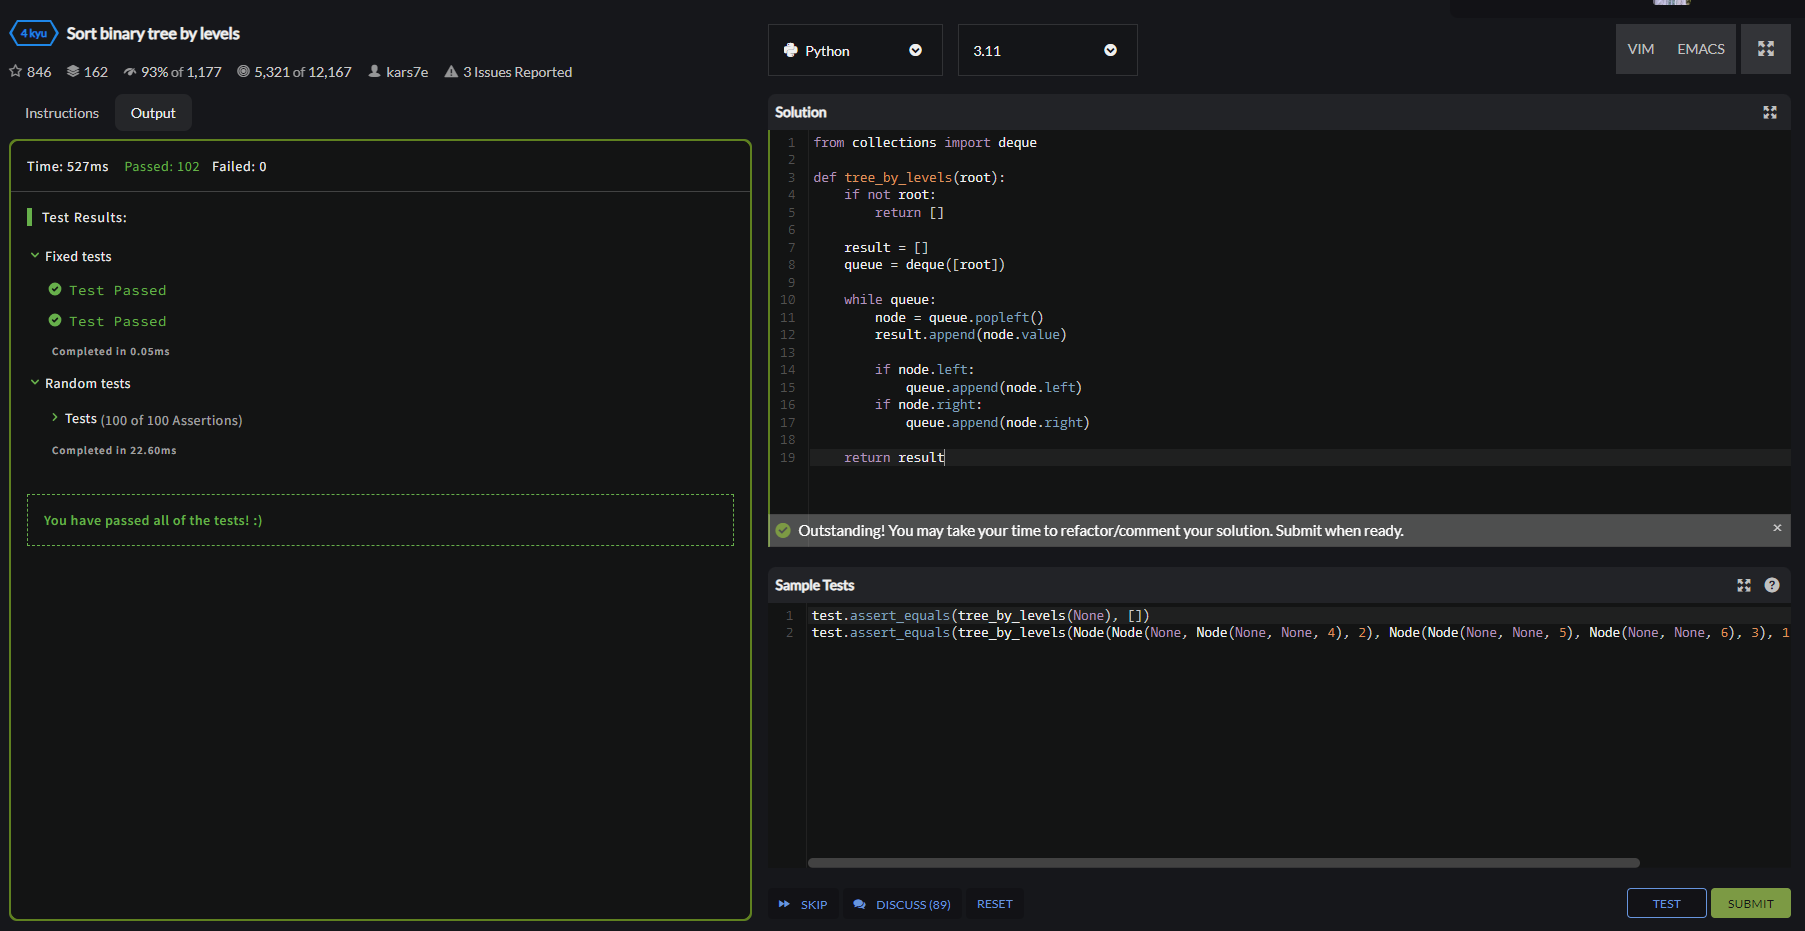 4 kyu Sort binary tree by levels
846 162 93% of 1,177 5,321 of 12,167 kars7e 3 Issues Reported
Instructions Output
Time: 527ms Passed: 102 Failed: 0
Test Results:
Fixed tests
Test Passed
Test Passed
Completed in 0.05ms
Random tests
Tests (100 of 100 Assertions)
Completed in 22.60ms
You have passed all of the tests! :)
Python 3.11 VIM EMACS
Solution
1 from collections import deque
2
3 def tree_by_levels(root):
4     if not root:
5         return []
6
7     result = []
8     queue = deque([root])
9
10     while queue:
11         node = queue.popleft()
12         result.append(node.value)
13
14         if node.left:
15             queue.append(node.left)
16         if node.right:
17             queue.append(node.right)
18
19     return result
Outstanding! You may take your time to refactor/comment your solution. Submit when ready. ×
Sample Tests ?
1 test.assert_equals(tree_by_levels(None), [])
2 test.assert_equals(tree_by_levels(Node(Node(None, Node(None, None, 4), 2), Node(Node(None, None, 5), Node(None, None, 6), 3), 1
SKIP DISCUSS (89) RESET TEST SUBMIT